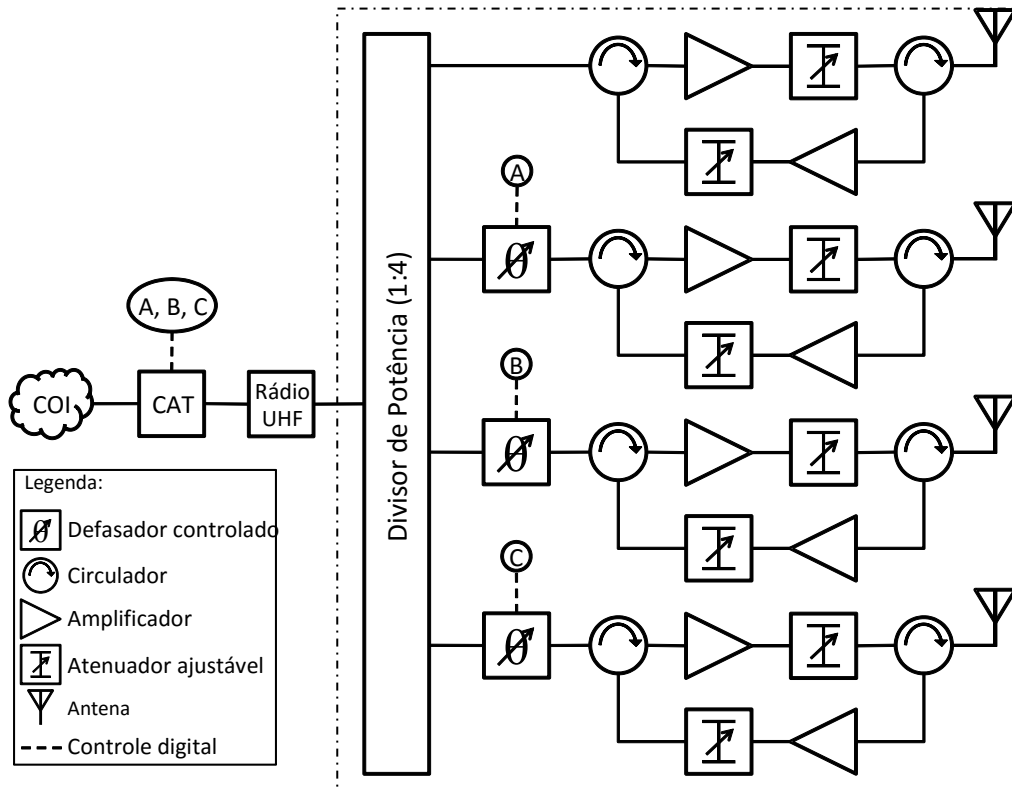 A
A, B, C
COI
CAT
Rádio
UHF
Divisor de Potência (1:4)
B
C
Legenda:
θ Defasador controlado
Circulador
Amplificador
Atenuador ajustável
Antena
Controle digital
θ
θ
θ